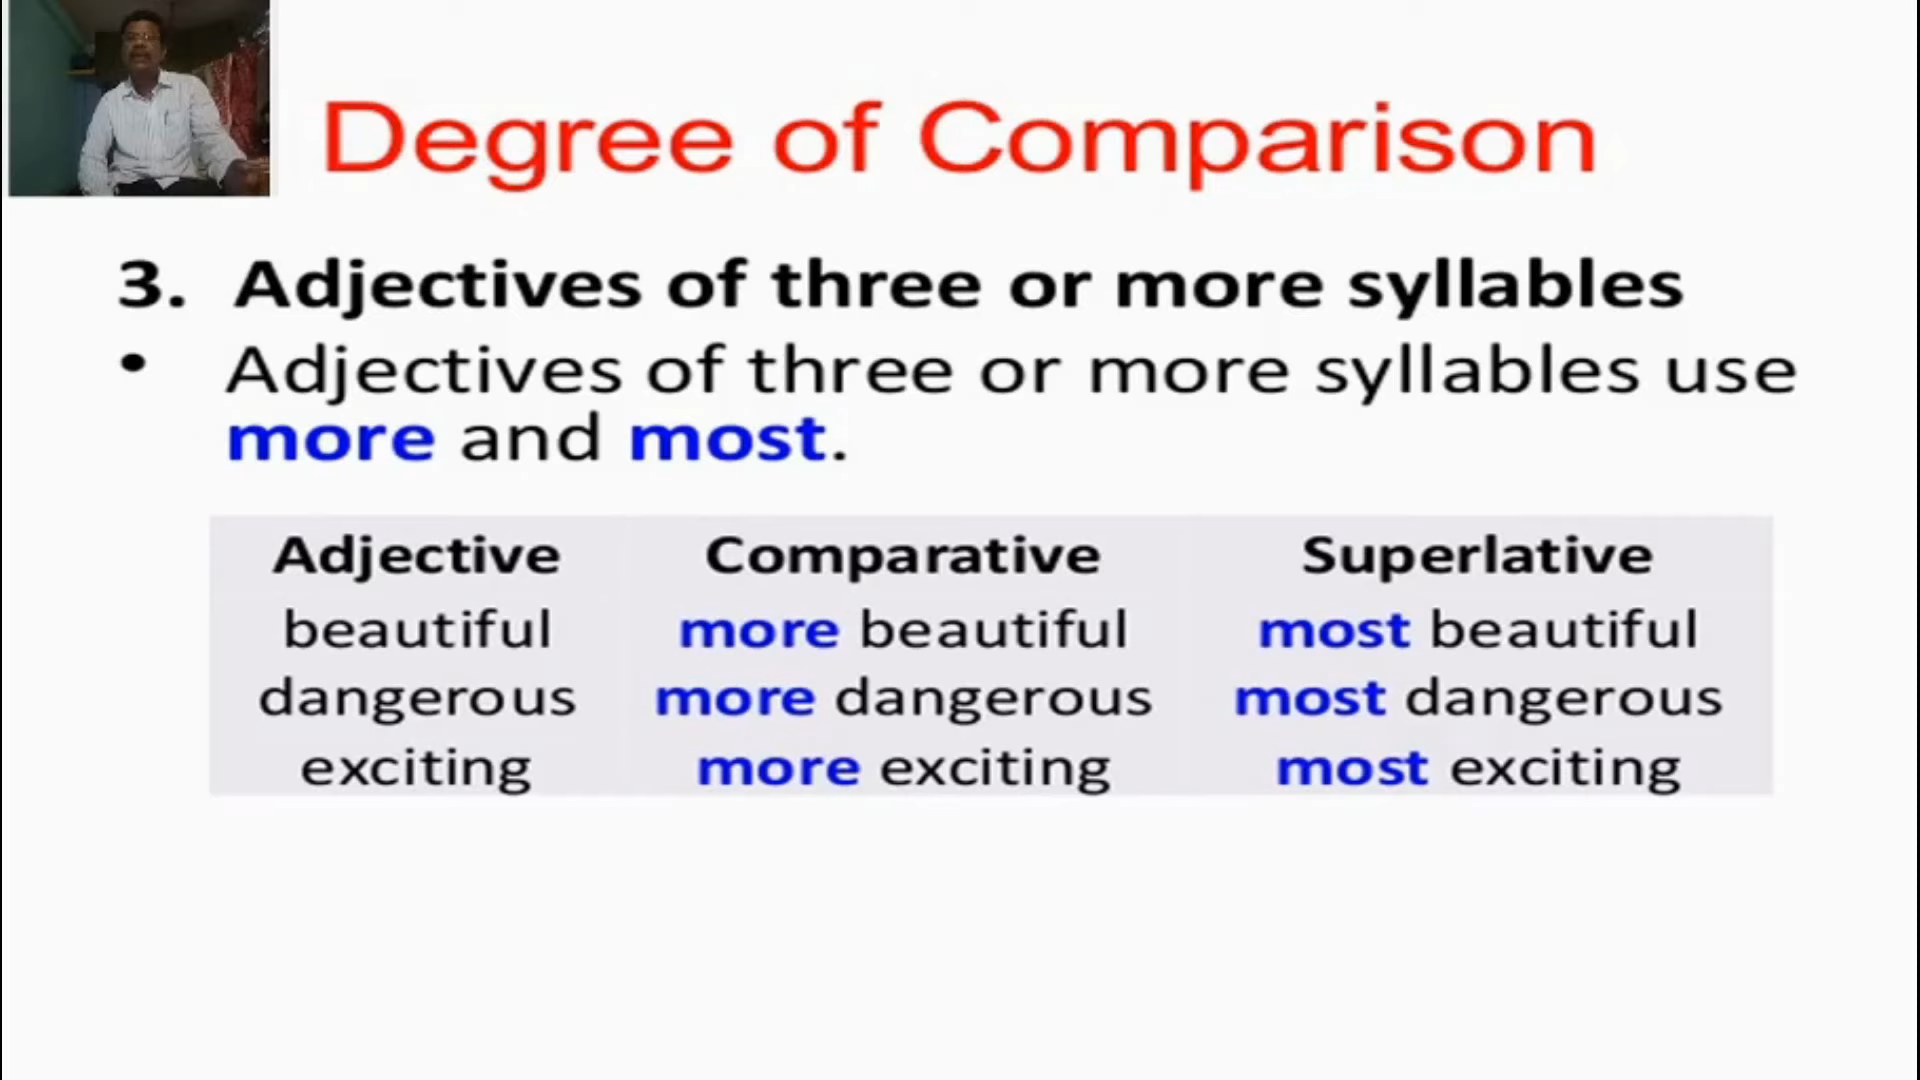 Degree of Comparison
3. Adjectives of three or more syllables
• Adjectives of three or more syllables use
more and most.
Adjective Comparative Superlative
beautiful more beautiful most beautiful
dangerous more dangerous most dangerous
exciting more exciting most exciting